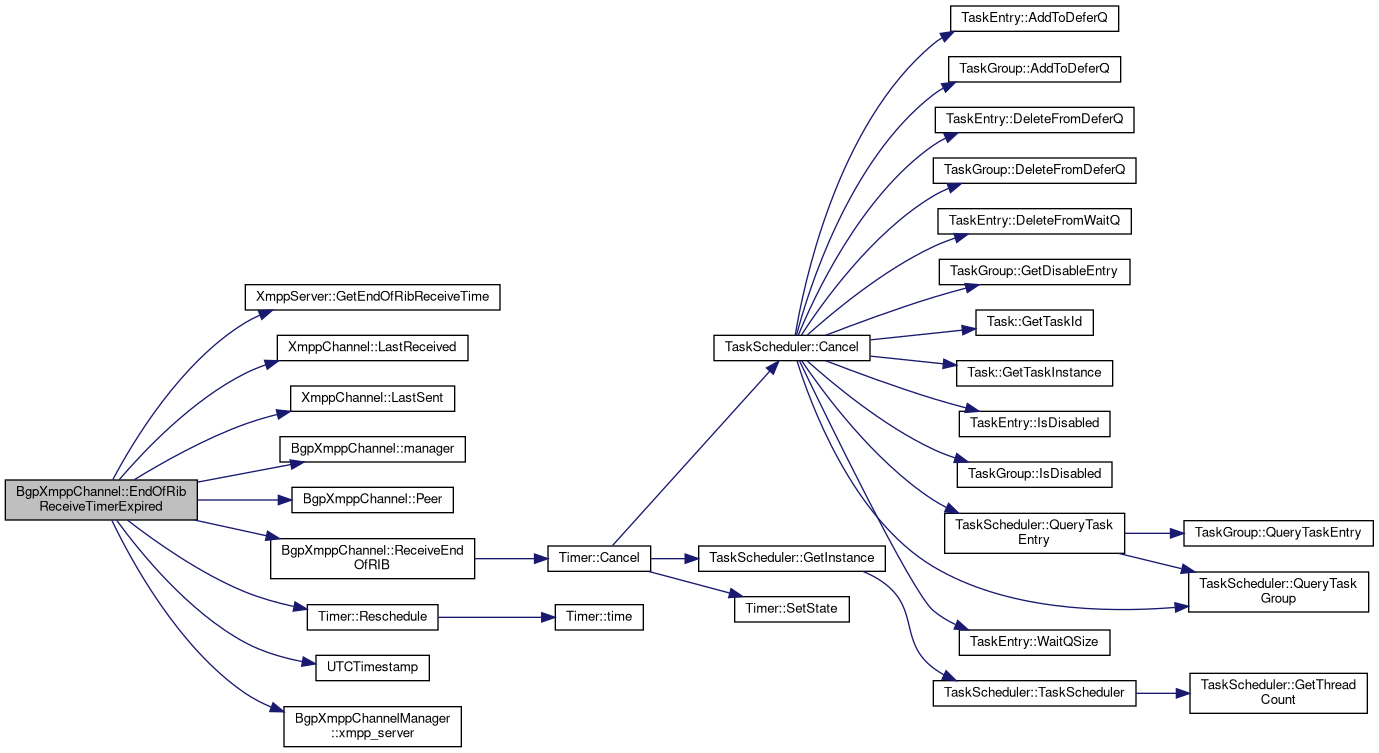 BgpXmppChannel::EndOfRib
ReceiveTimerExpired
XmppServer::GetEndOfRibReceiveTime
XmppChannel::LastReceived
XmppChannel::LastSent
BgpXmppChannel::manager
BgpXmppChannel::Peer
BgpXmppChannel::ReceiveEnd
OfRIB
Timer::Reschedule
UTCTimestamp
BgpXmppChannelManager
::xmpp_server
Timer::Cancel
Timer::time
TaskScheduler::Cancel
TaskScheduler::GetInstance
Timer::SetState
TaskEntry::AddToDeferQ
TaskGroup::AddToDeferQ
TaskEntry::DeleteFromDeferQ
TaskGroup::DeleteFromDeferQ
TaskEntry::DeleteFromWaitQ
TaskGroup::GetDisableEntry
Task::GetTaskId
Task::GetTaskInstance
TaskEntry::IsDisabled
TaskGroup::IsDisabled
TaskScheduler::QueryTask
Entry
TaskEntry::WaitQSize
TaskScheduler::TaskScheduler
TaskGroup::QueryTaskEntry
TaskScheduler::QueryTask
Group
TaskScheduler::GetThread
Count